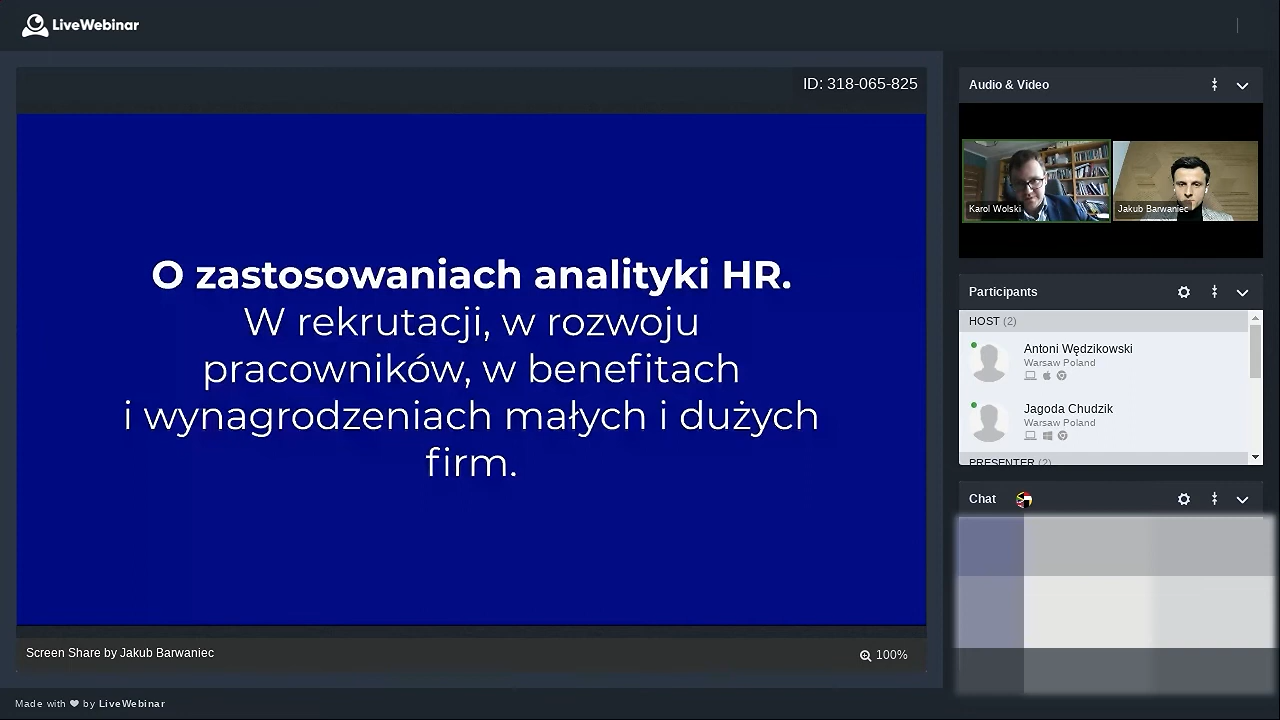 LiveWebinar
ID: 318-065-825
O zastosowaniach analityki HR.
W rekrutacji, w rozwoju
pracowników, w benefitach
i wynagrodzeniach małych i dużych
firm.
Screen Share by Jakub Barwaniec
100%
Audio & Video
Karol Wolski
Jakub Barwaniec
Participants
HOST (2)
Antoni Wędzikowski
Warsaw Poland
Jagoda Chudzik
Warsaw Poland
PRESENTER (2)
Chat
Made with by LiveWebinar